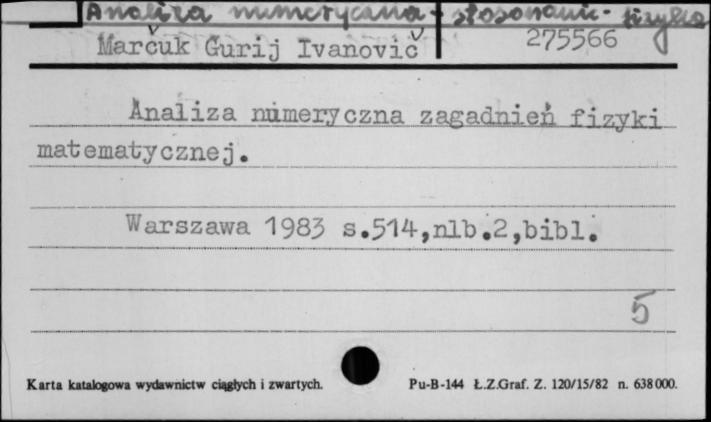 Analiza numeryczna - stosowanie - fizyka
Marčuk Gurij Ivanovič 275566
Analiza numeryczna zagadnień fizyki
matematycznej.
Warszawa 1983 s.514,nlb.2,bibl.
5
Karta katalogowa wydawnictw ciągłych i zwartych. Pu-B-144 Ł.Z.Graf. Z. 120/15/82 n. 638000.